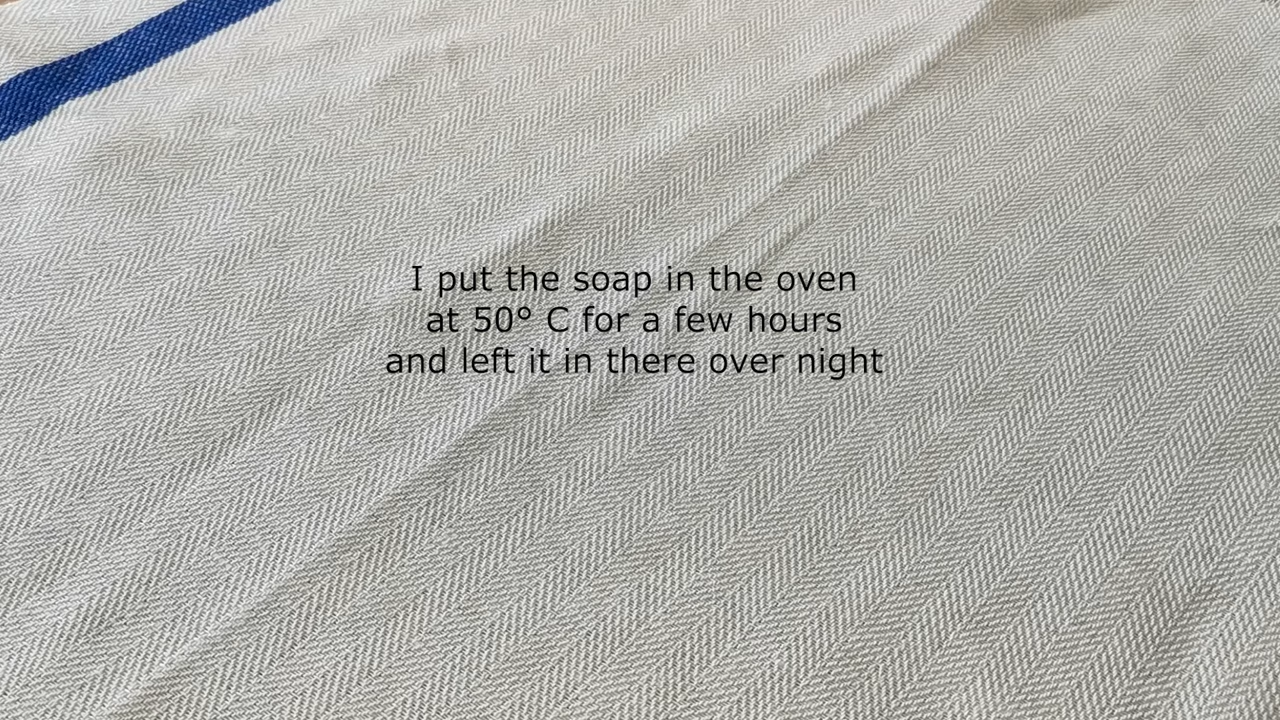 I put the soap in the oven
at 50° C for a few hours
and left it in there over night